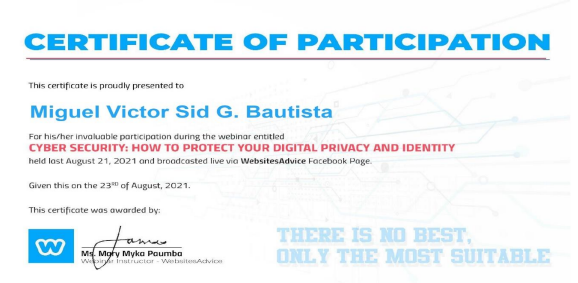 CERTIFICATE OF PARTICIPATION
This certificate is proudly presented to
Miguel Victor Sid G. Bautista
For his/her invaluable participation during the webinar entitled
CYBER SECURITY: HOW TO PROTECT YOUR DIGITAL PRIVACY AND IDENTITY
held last August 21, 2021 and broadcasted live via WebsitesAdvice Facebook Page.
Given this on the 23RD of August, 2021.
This certificate was awarded by:
Ms. Mary Myka Paumba
Webinar Instructor - WebsitesAdvice
THERE IS NO BEST,
ONLY THE MOST SUITABLE